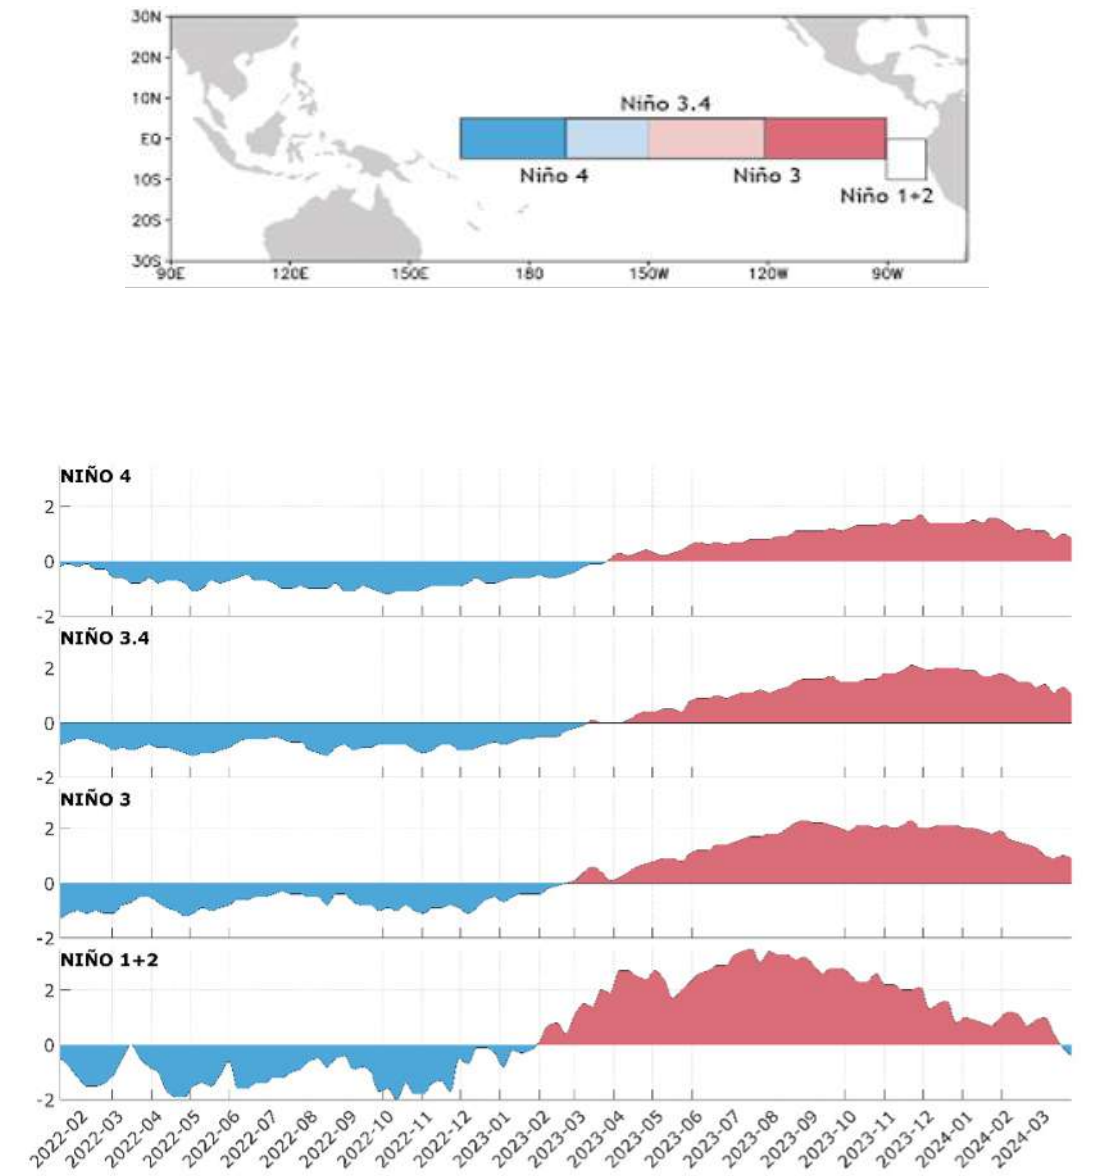 30N
20N
10N
EQ
10S
20S
30S
Niño 3.4
Niño 4
Niño 3
Niño 1+2
90E 120E 150E 180 150W 120W 90W
NIÑO 4
2
0
-2
NIÑO 3.4
2
0
-2
NIÑO 3
2
0
-2
NIÑO 1+2
2
0
-2
2022-02 2022-03 2022-04 2022-05 2022-06 2022-07 2022-08 2022-09 2022-10 2022-11 2022-12 2023-01 2023-02 2023-03 2023-04 2023-05 2023-06 2023-07 2023-08 2023-09 2023-10 2023-11 2023-12 2024-01 2024-02 2024-03